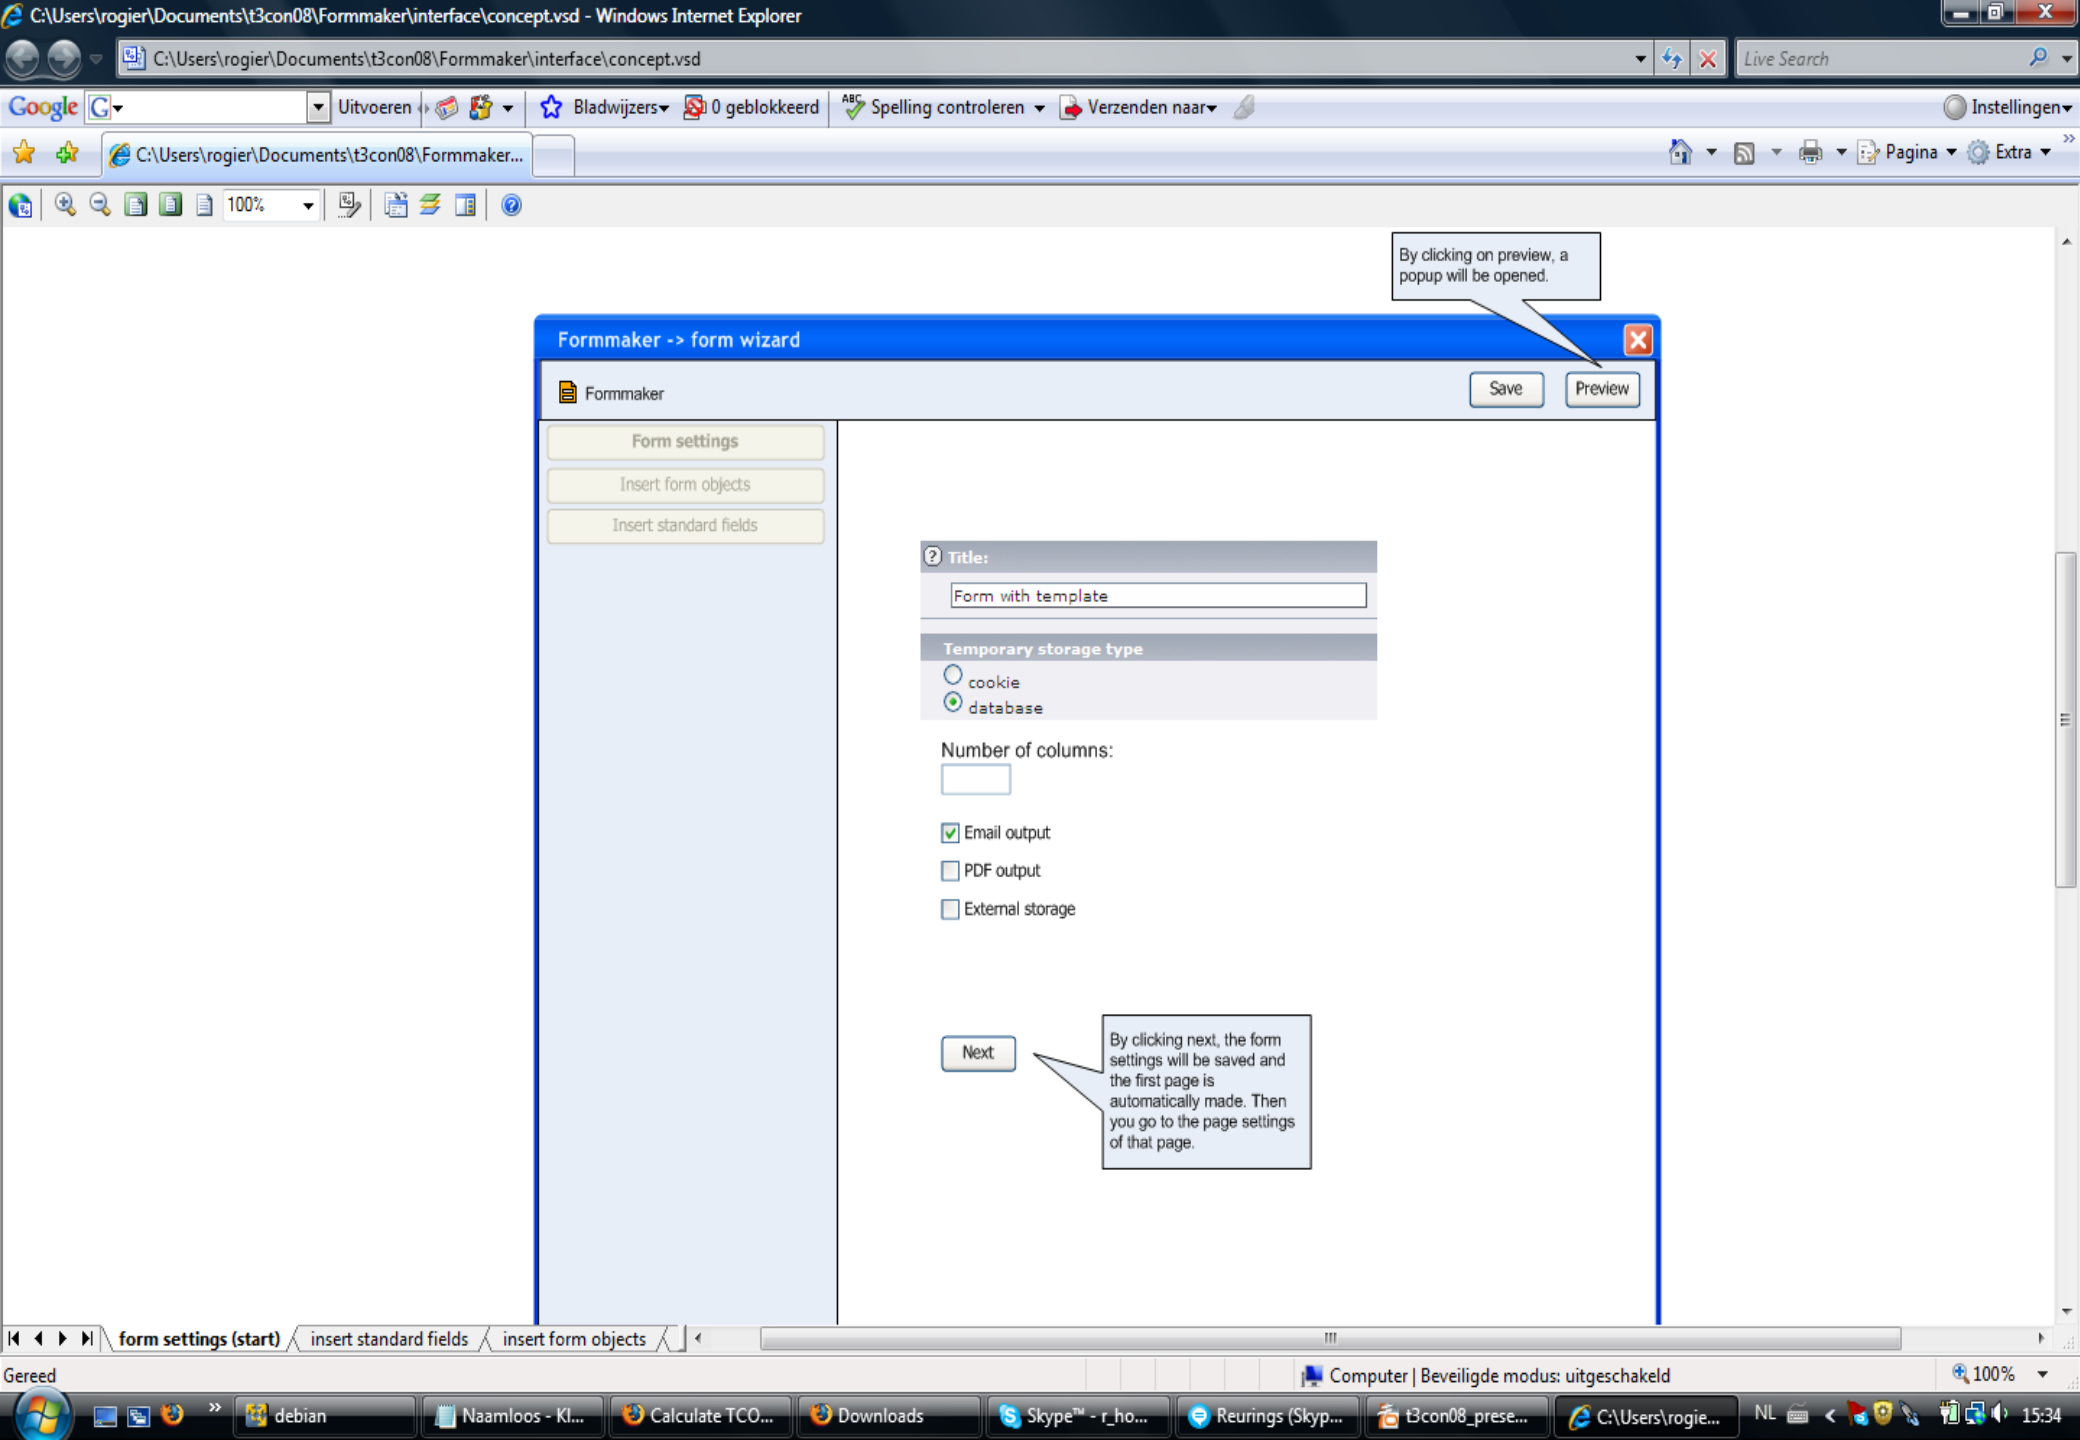 C:\Users\rogier\Documents\t3con08\Formmaker\interface\concept.vsd - Windows Internet Explorer
C:\Users\rogier\Documents\t3con08\Formmaker\interface\concept.vsd
Live Search
Google G Uitvoeren Bladwijzers 0 geblokkeerd ABC Spelling controleren Verzenden naar Instellingen
C:\Users\rogier\Documents\t3con08\Formmaker... Pagina Extra
100%
By clicking on preview, a
popup will be opened.
Formmaker -> form wizard
Formmaker
Save
Preview
Form settings
Insert form objects
Insert standard fields
? Title:
Form with template
Temporary storage type
cookie
database
Number of columns:
Email output
PDF output
External storage
Next
By clicking next, the form
settings will be saved and
the first page is
automatically made. Then
you go to the page settings
of that page.
form settings (start) insert standard fields insert form objects
Gereed Computer | Beveiligde modus: uitgeschakeld 100%
debian Naamloos - Kl... Calculate TCO... Downloads Skype™ - r_ho... Reurings (Skyp... t3con08_prese... C:\Users\rogie... NL 15:34